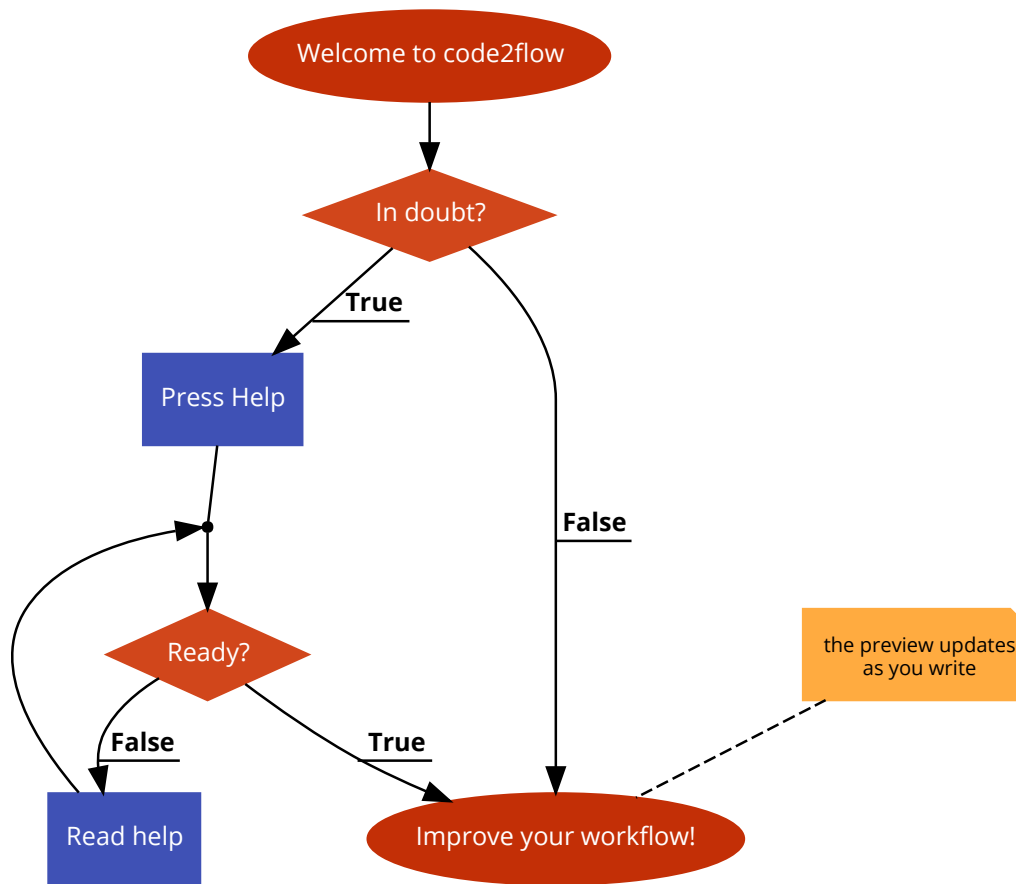 Welcome to code2flow
In doubt?
True
Press Help
False
the preview updates
as you write
Ready?
False
True
Read help
Improve your workflow!